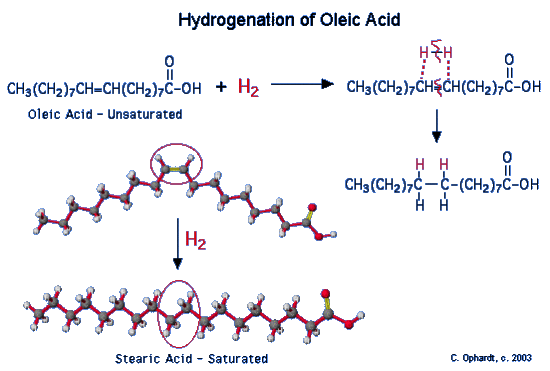 Hydrogenation of Oleic Acid
H-H
O
CH₃(CH₂)₇CH=CH(CH₂)₇C-OH + H₂
O
CH₃(CH₂)₇CH=CH(CH₂)₇C-OH
Oleic Acid - Unsaturated
H H O
CH₃(CH₂)₇C-C-(CH₂)₇C-OH
H H
H₂
Stearic Acid - Saturated
C. Ophardt, c. 2003